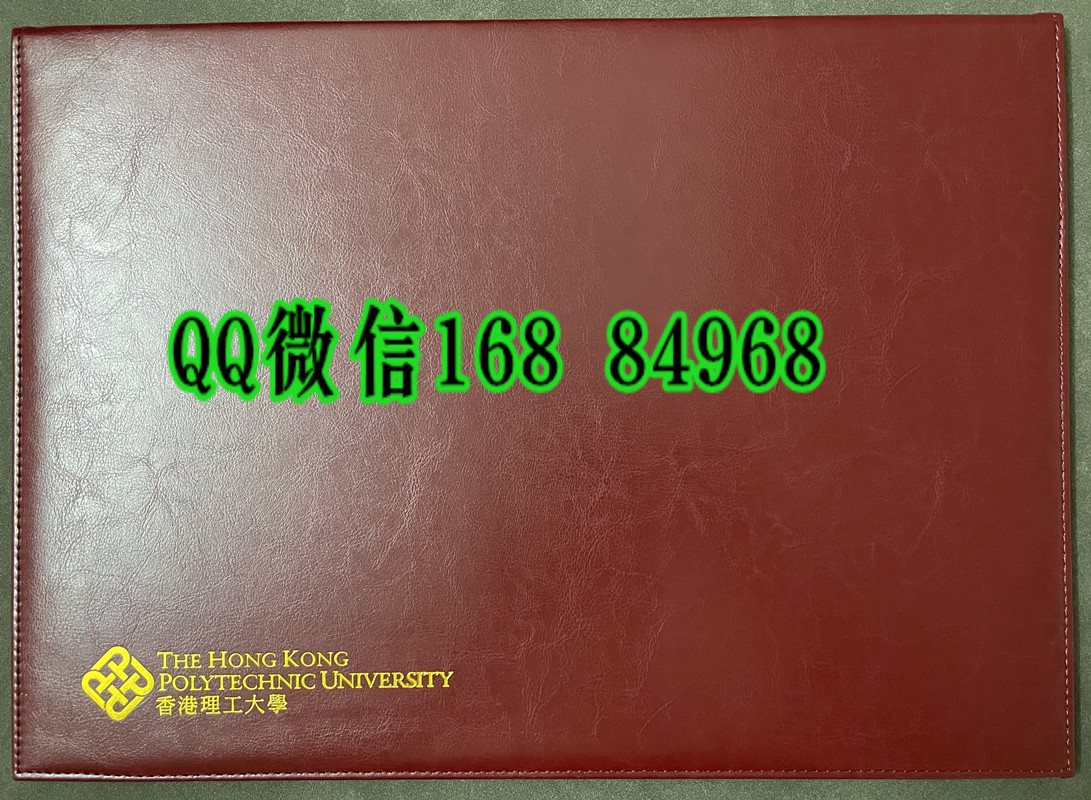 QQ微信168 84968
THE HONG KONG
POLYTECHNIC UNIVERSITY
香港理工大學